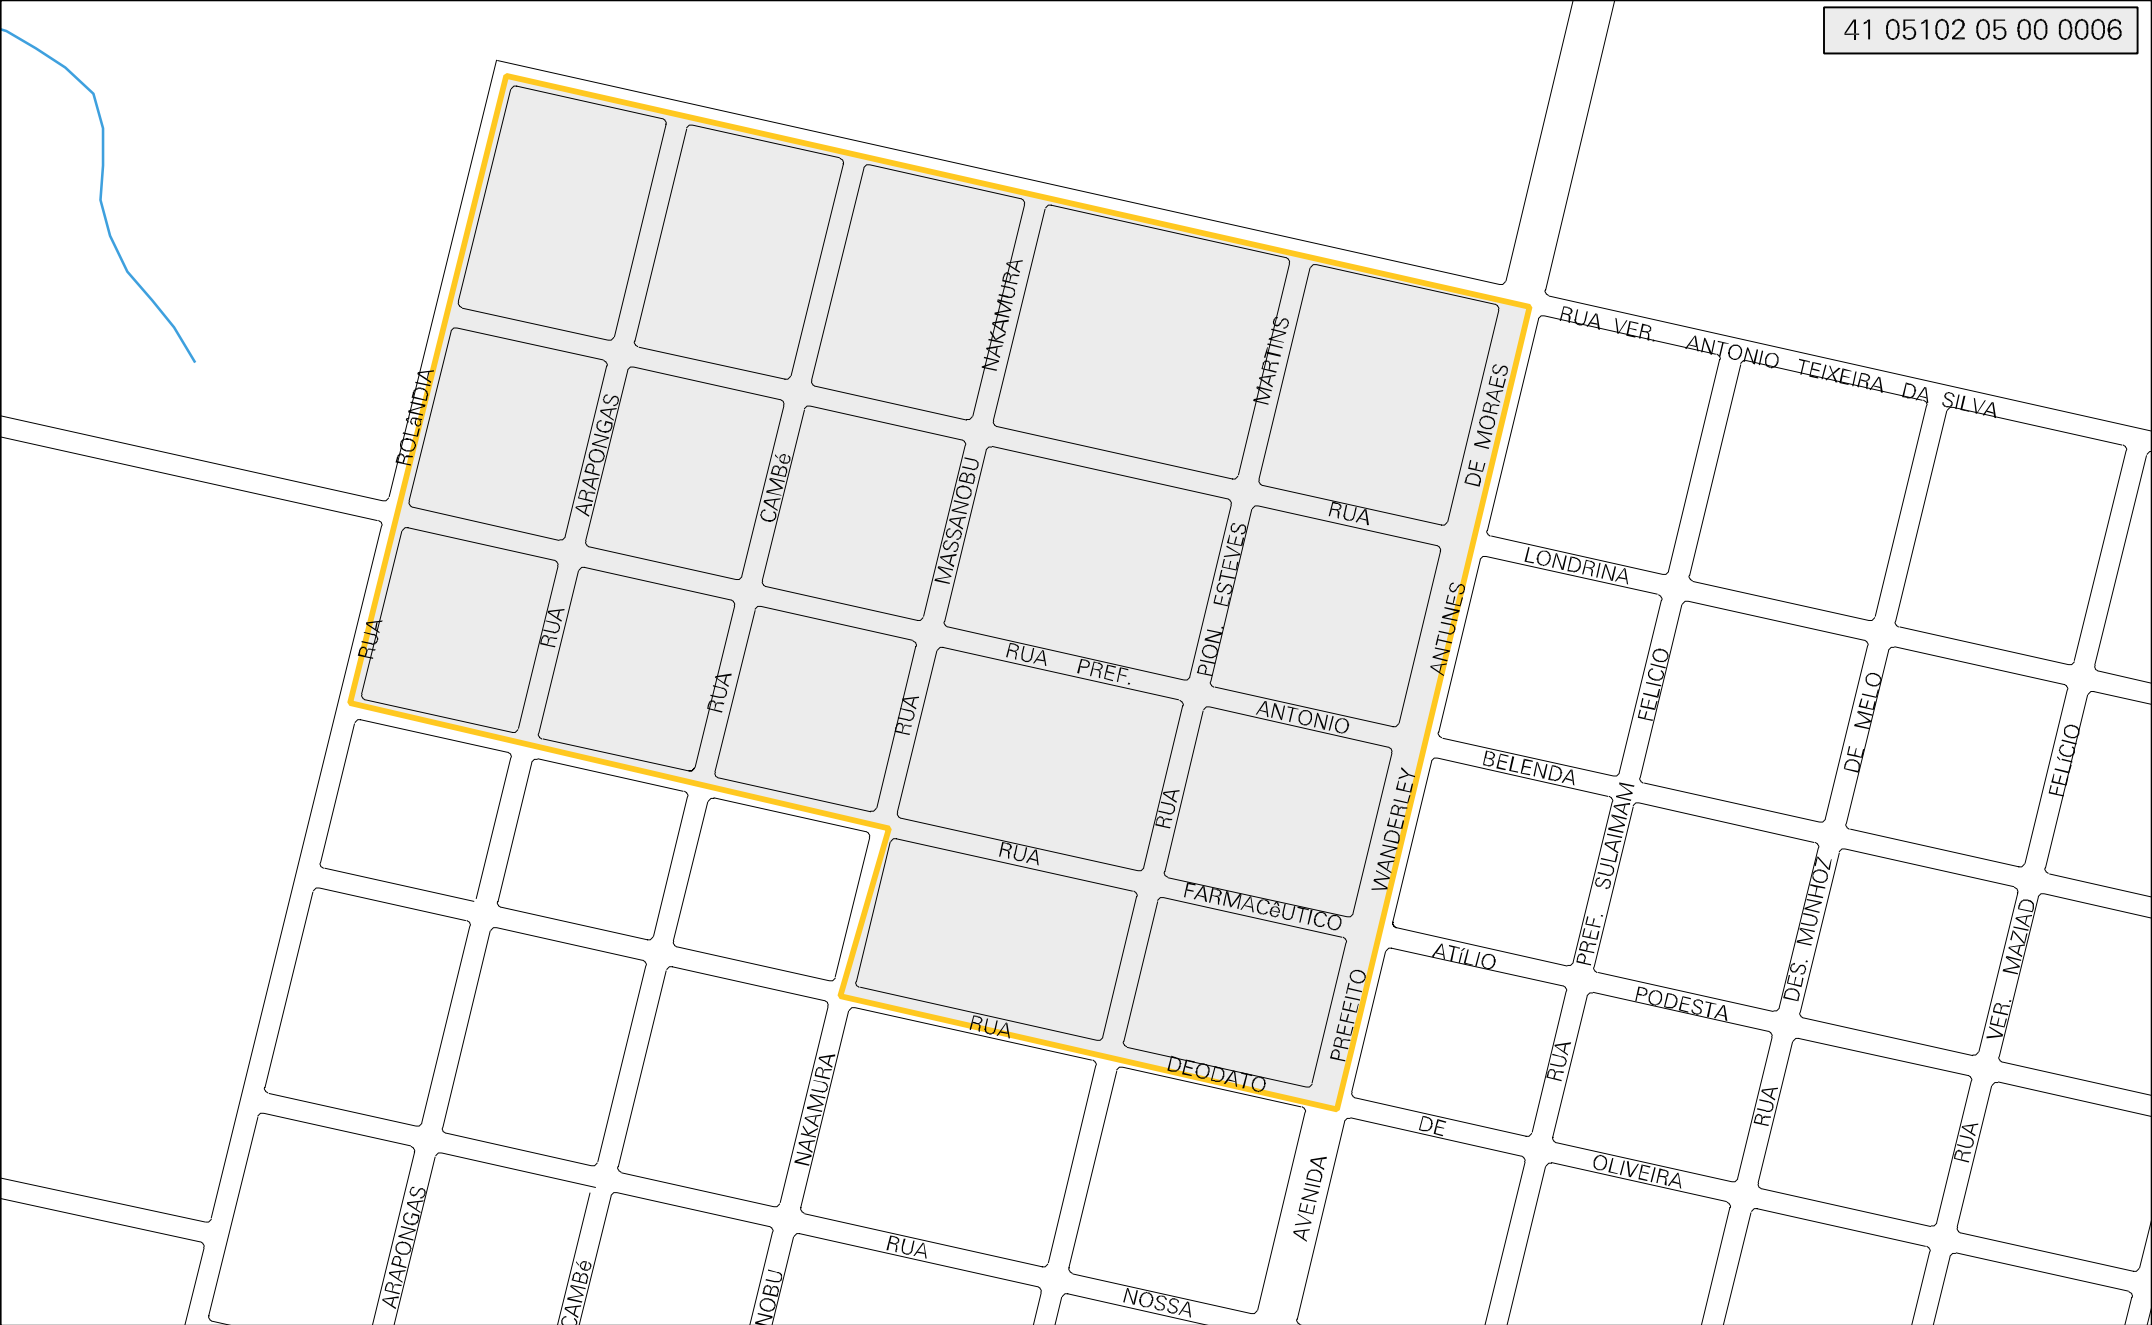 41 05102 05 00 0006
RUA VER. ANTONIO TEIXEIRA DA SILVA
RUA ROLâNDIA
RUA ARAPONGAS
RUA CAMBé
RUA MASSANOBU NAKAMURA
RUA PION. ESTEVES MARTINS
AVENIDA PREFEITO WANDERLEY ANTUNES DE MORAES
RUA LONDRINA
RUA PREF. ANTONIO BELENDA
RUA FARMACêUTICO ATíLIO PODESTA
RUA DEODATO DE OLIVEIRA
RUA PREF. SULAIMAM FELICIO
RUA DES. MUNHOZ DE MELO
RUA VER. MAZIAD FELíCIO
NAKAMURA
ARAPONGAS
CAMBé
NOBU
RUA NOSSA